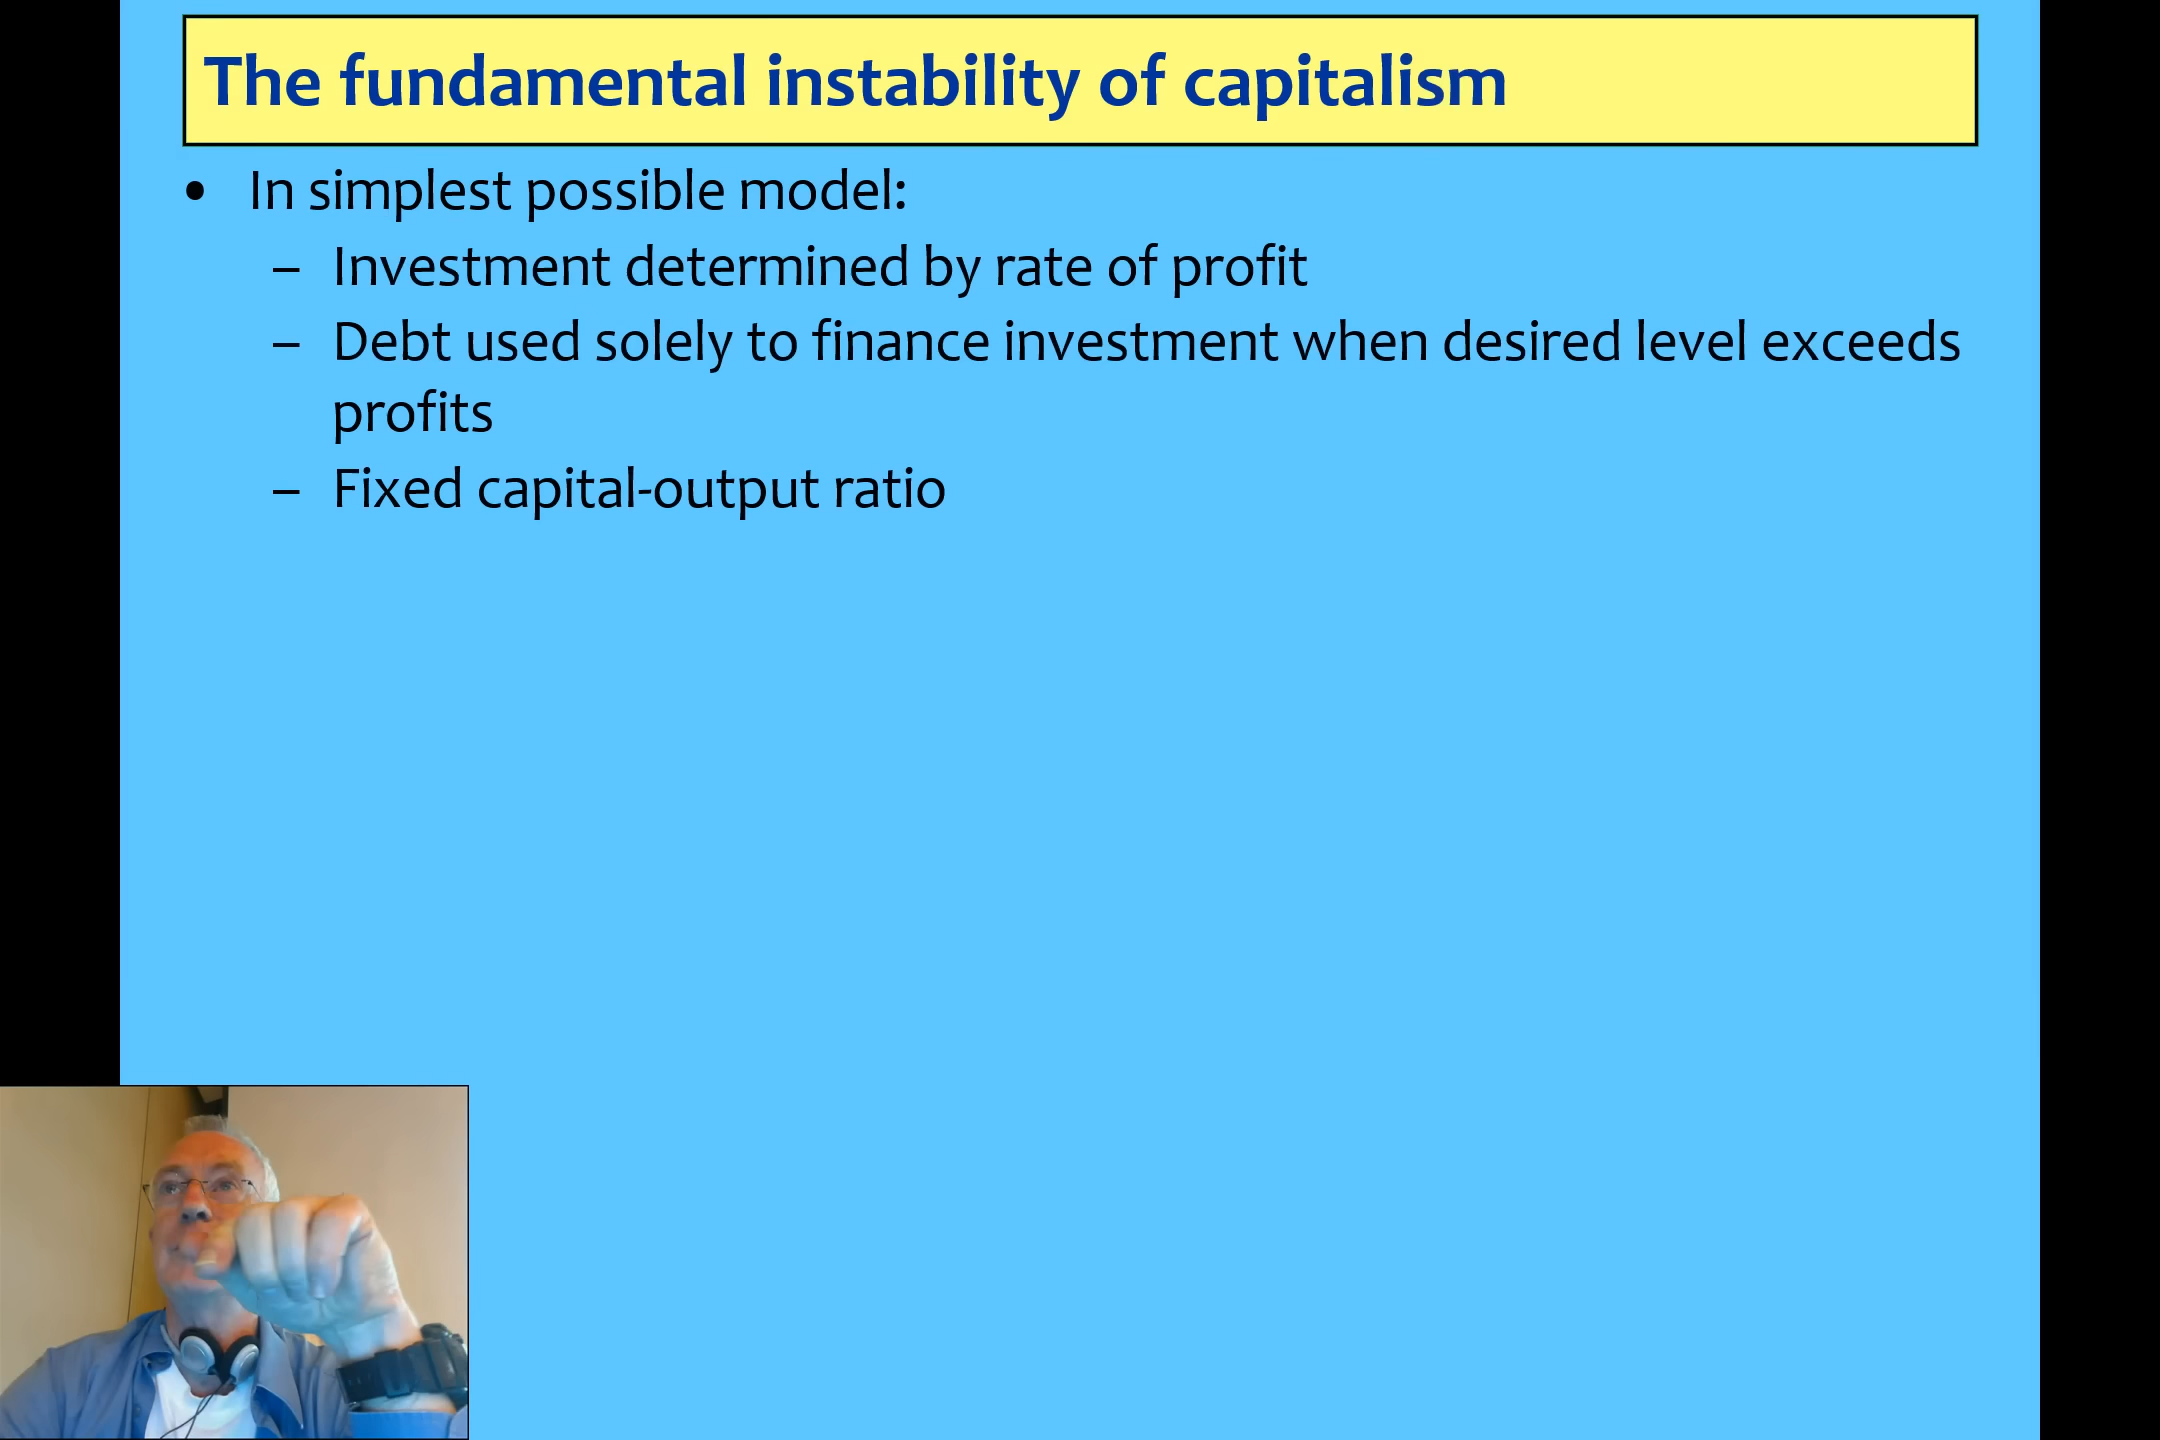 The fundamental instability of capitalism
• In simplest possible model:
– Investment determined by rate of profit
– Debt used solely to finance investment when desired level exceeds
profits
– Fixed capital-output ratio